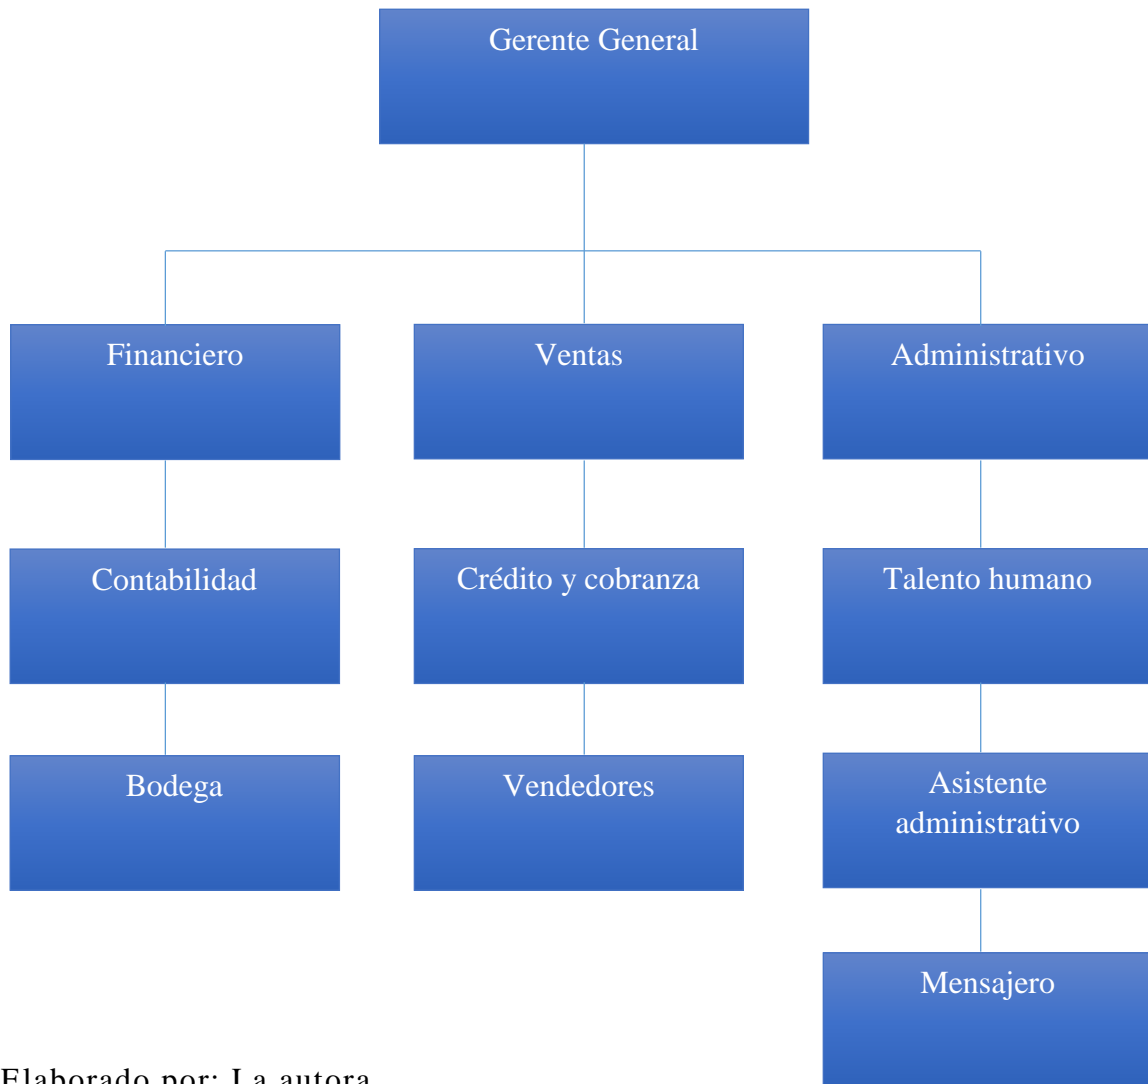 Gerente General
Financiero
Ventas
Administrativo
Contabilidad
Crédito y cobranza
Talento humano
Bodega
Vendedores
Asistente
administrativo
Mensajero
Elaborado por: La autora